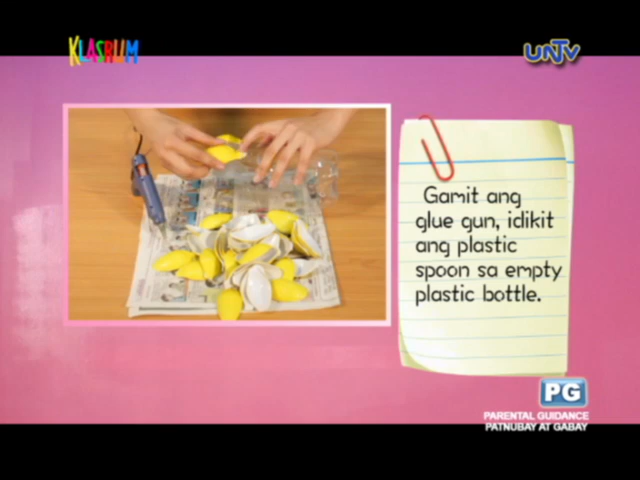 KLASRUM
UNTV
Gamit ang
glue gun, idikit
ang plastic
spoon sa empty
plastic bottle.
PG
PARENTAL GUIDANCE
PATNUBAY AT GABAY